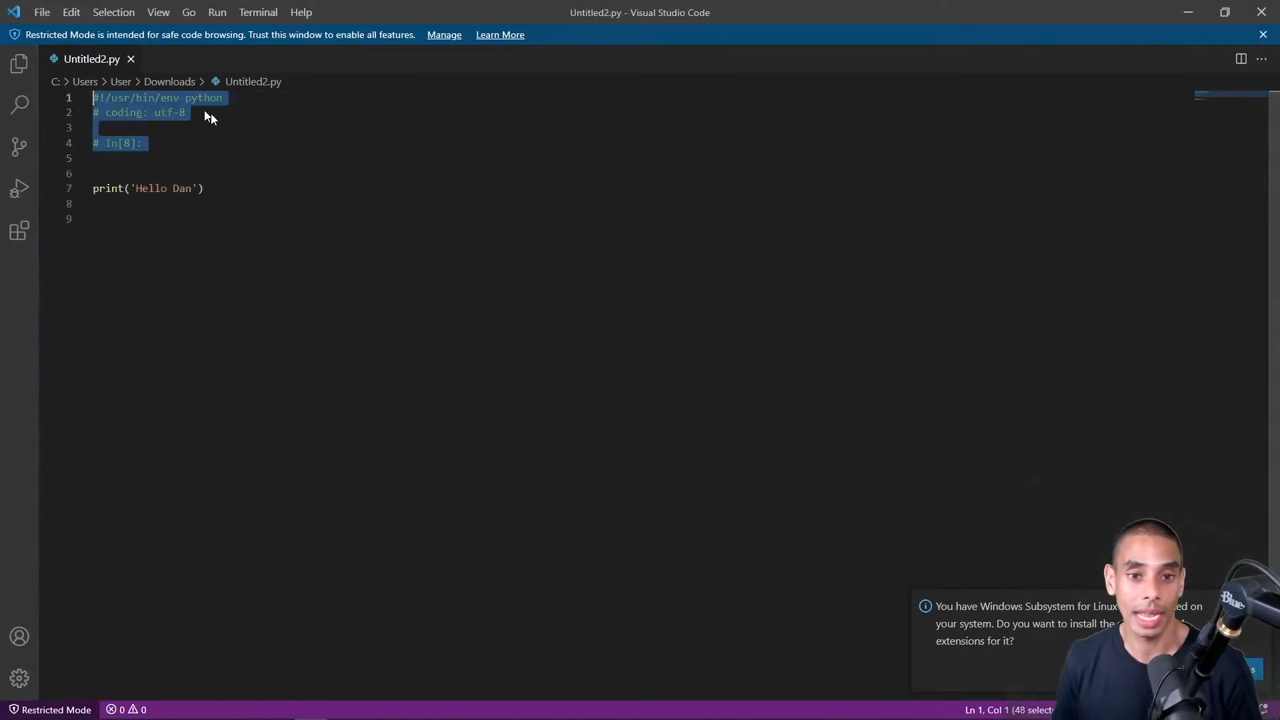 File Edit Selection View Go Run Terminal Help
Untitled2.py - Visual Studio Code
Restricted Mode is intended for safe code browsing. Trust this window to enable all features. Manage Learn More
Untitled2.py
C: > Users > User > Downloads > Untitled2.py
1 #!/usr/bin/env python
2 # coding: utf-8
3
4 # In[8]:
5
6
7 print('Hello Dan')
8
9
You have Windows Subsystem for Linux on
your system. Do you want to install the
extensions for it?
Blue
Restricted Mode 0 0
Ln 1, Col 1 (48